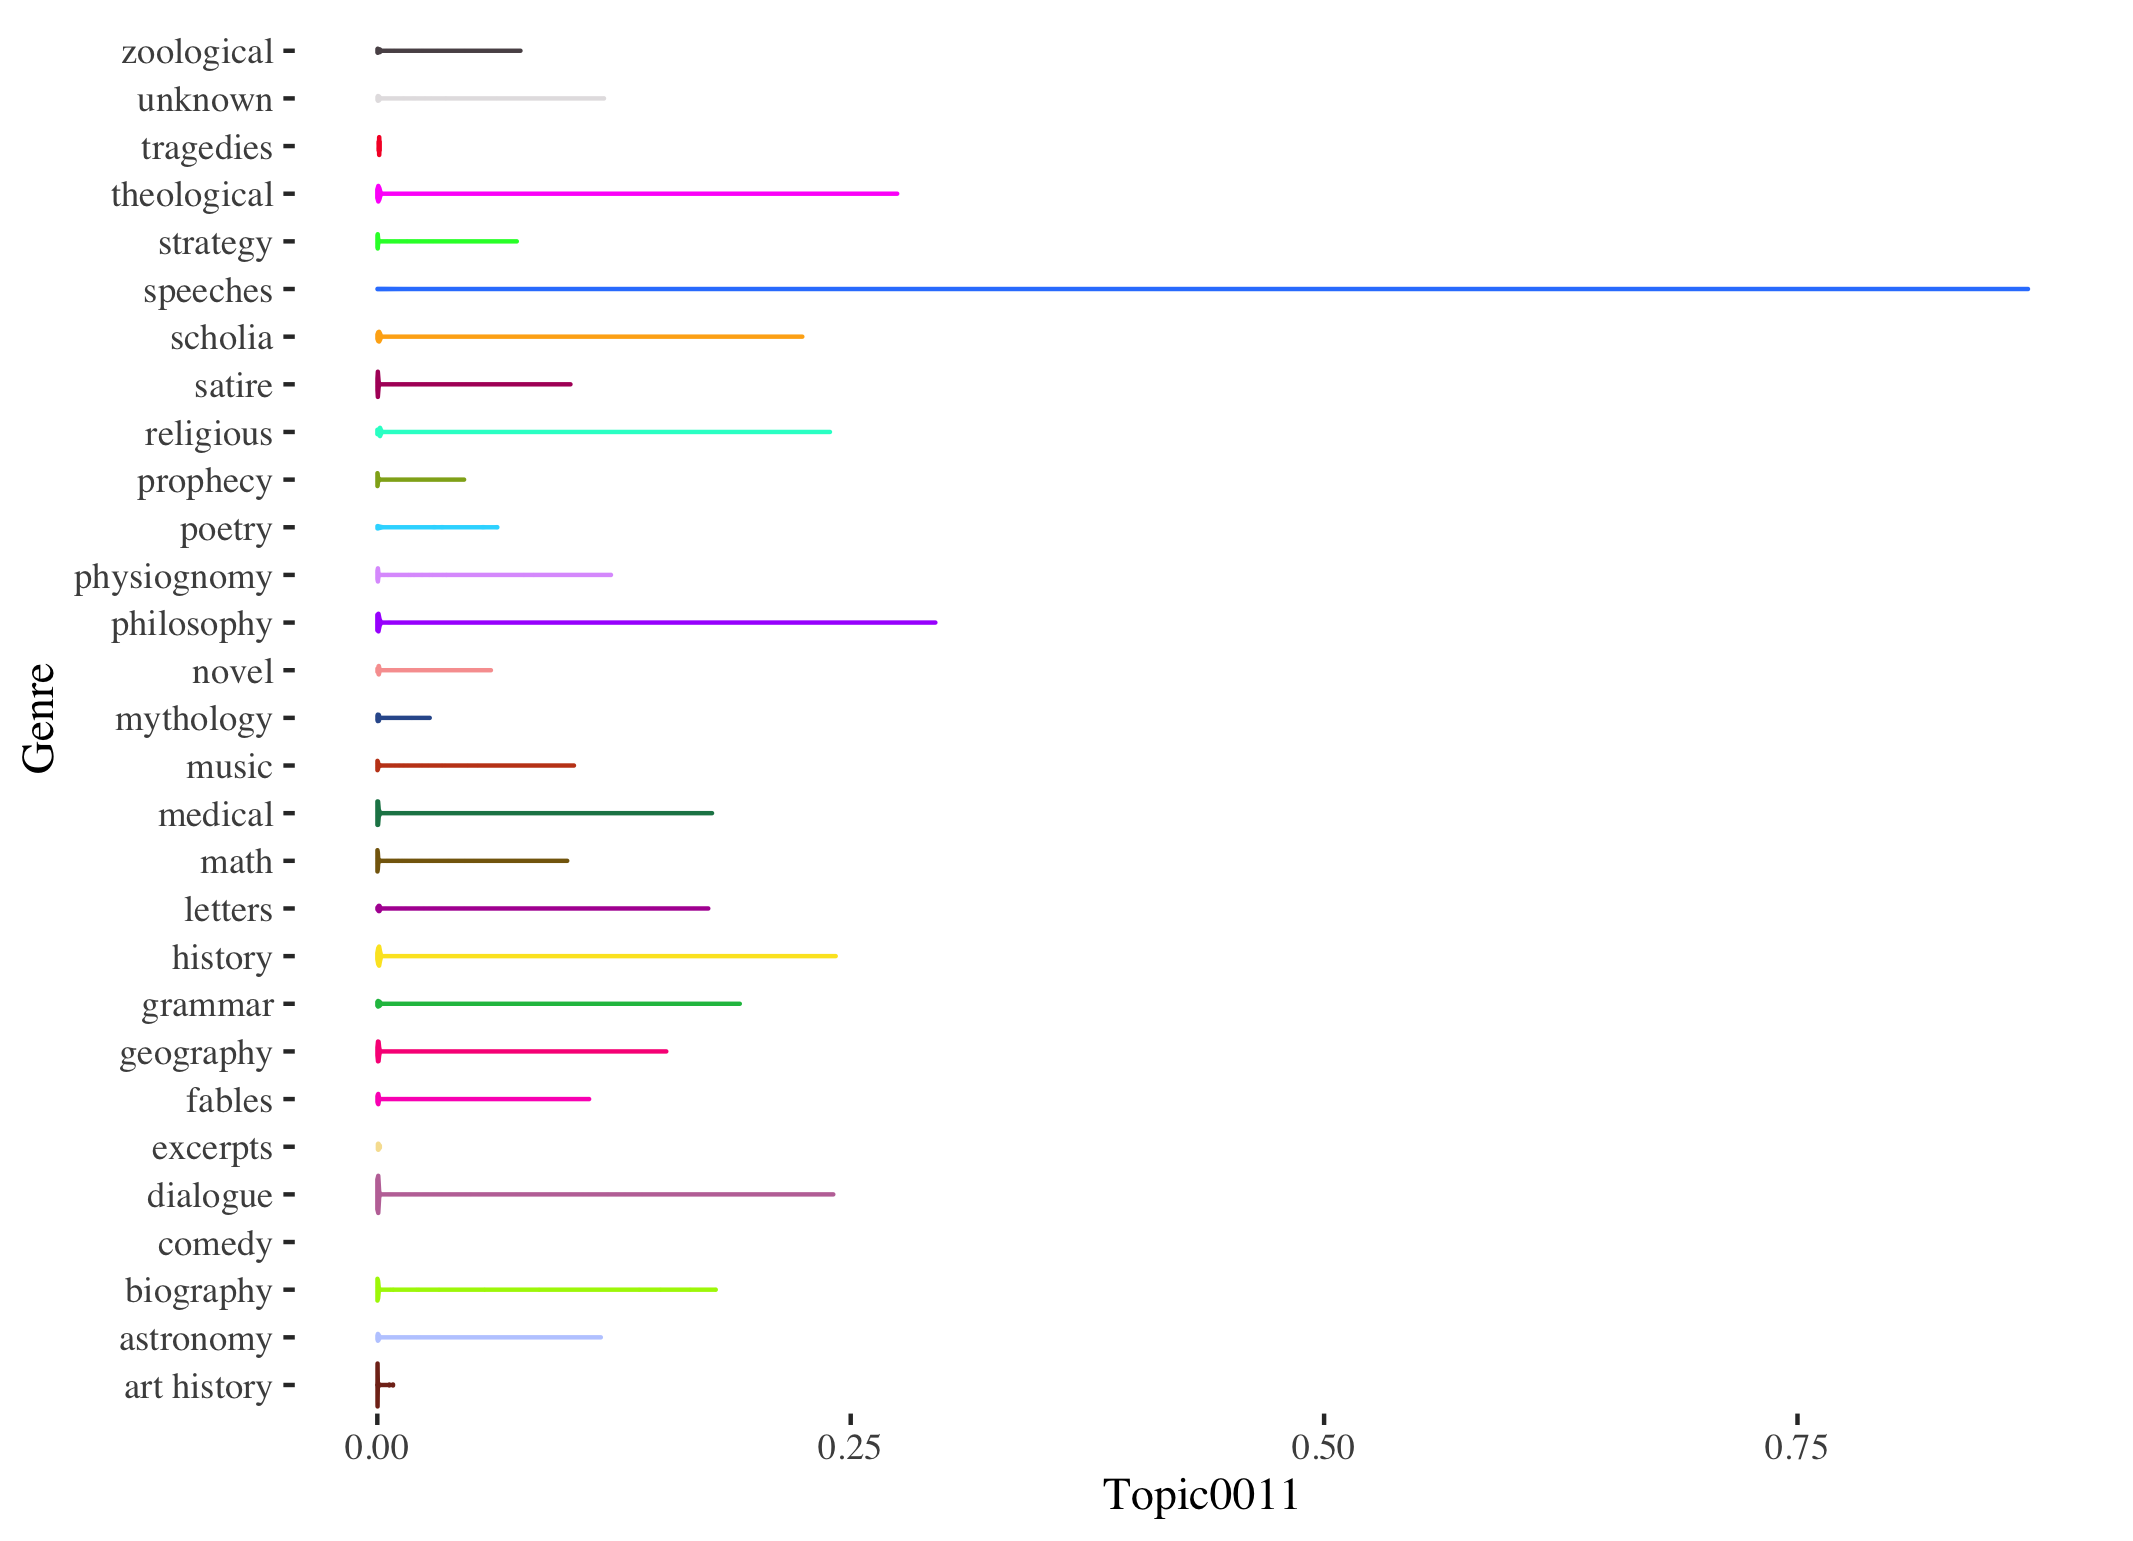 zoological
unknown
tragedies
theological
strategy
speeches
scholia
satire
religious
prophecy
poetry
physiognomy
philosophy
novel
mythology
music
medical
math
letters
history
grammar
geography
fables
excerpts
dialogue
comedy
biography
astronomy
art history
Genre
0.00 0.25 0.50 0.75
Topic0011